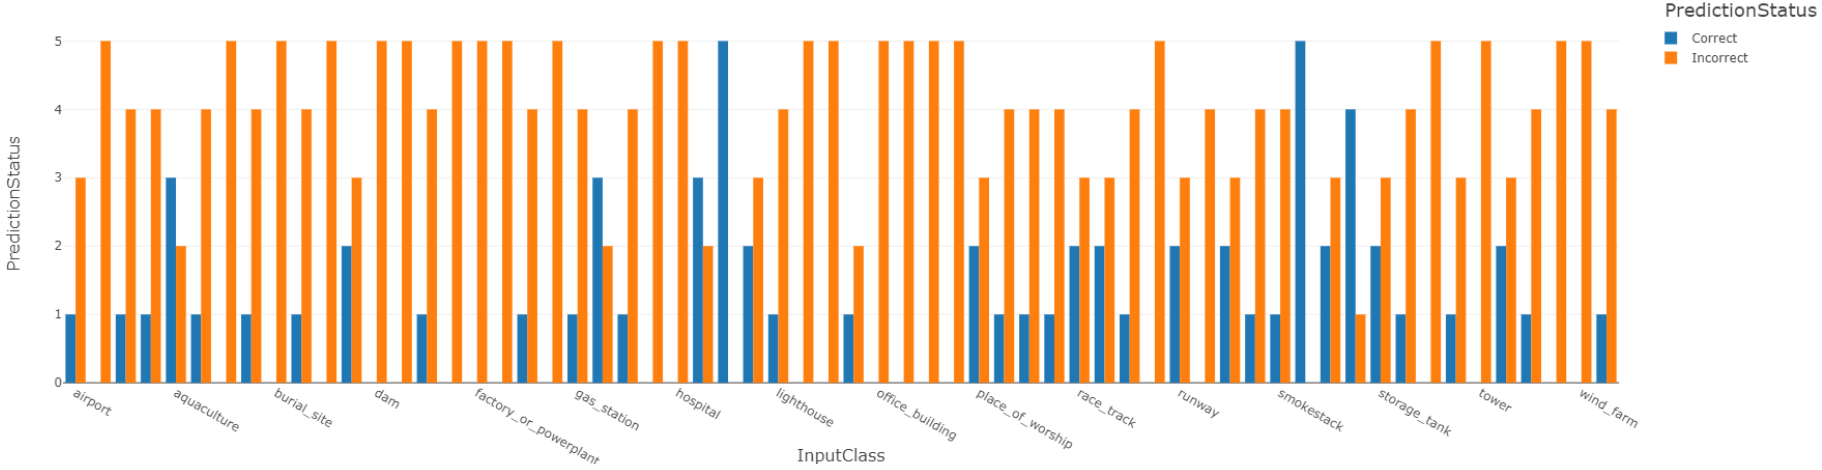 PredictionStatus
Correct
Incorrect
PredictionStatus
5
4
3
2
1
0
airport
aquaculture
burial_site
dam
factory_or_powerplant
gas_station
hospital
lighthouse
office_building
place_of_worship
race_track
runway
smokestack
storage_tank
tower
wind_farm
InputClass